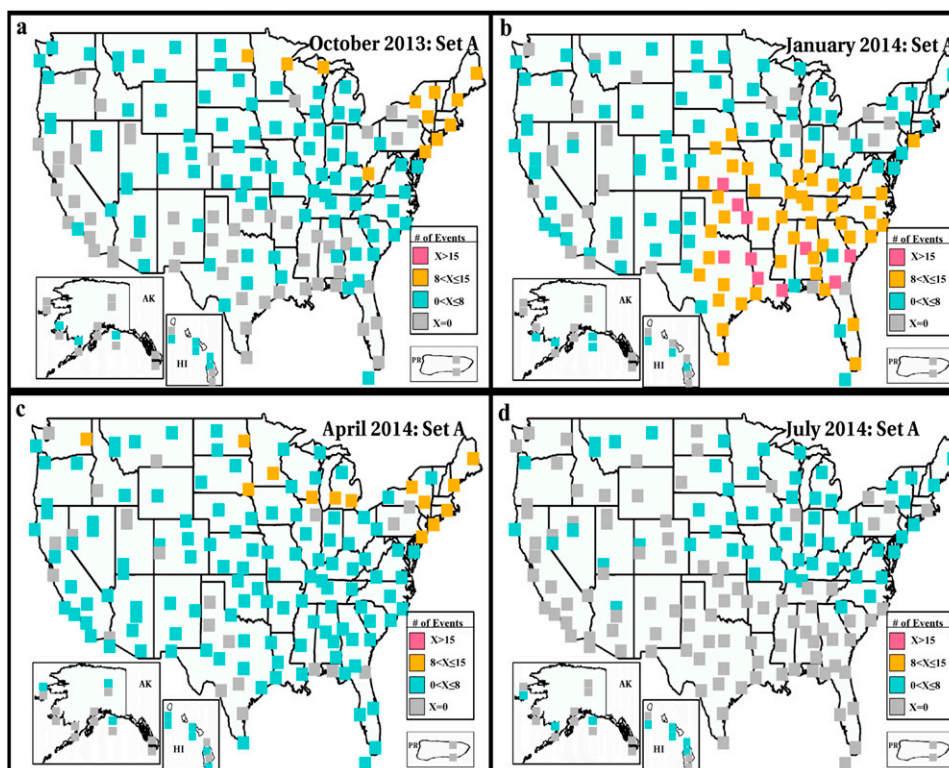 a
October 2013: Set A
# of Events
X>15
8<X≤15
0<X≤8
X=0
AK
HI
PR
b
January 2014: Set A
# of Events
X>15
8<X≤15
0<X≤8
X=0
AK
HI
PR
c
April 2014: Set A
# of Events
X>15
8<X≤15
0<X≤8
X=0
AK
HI
PR
d
July 2014: Set A
# of Events
X>15
8<X≤15
0<X≤8
X=0
AK
HI
PR